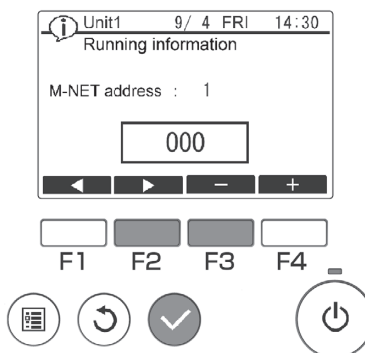 Unit1 9/ 4 FRI 14:30
Running information
M-NET address : 1
000
− +
F1 F2 F3 F4